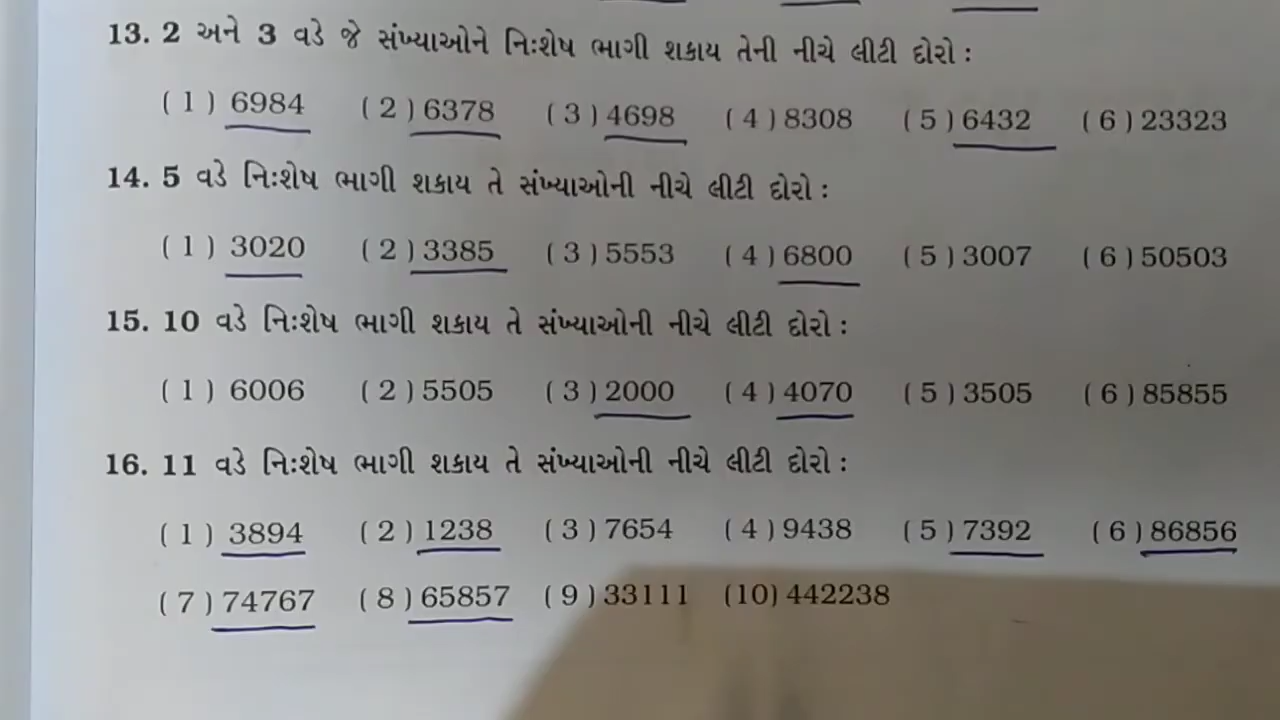 13. 2 અને 3 વડે જે સંખ્યાઓને નિઃશેષ ભાગી શકાય તેની નીચે લીટી દોરો :
( 1 ) 6984 ( 2 ) 6378 ( 3 ) 4698 ( 4 ) 8308 ( 5 ) 6432 ( 6 ) 23323
14. 5 વડે નિઃશેષ ભાગી શકાય તે સંખ્યાઓની નીચે લીટી દોરો :
( 1 ) 3020 ( 2 ) 3385 ( 3 ) 5553 ( 4 ) 6800 ( 5 ) 3007 ( 6 ) 50503
15. 10 વડે નિઃશેષ ભાગી શકાય તે સંખ્યાઓની નીચે લીટી દોરો :
( 1 ) 6006 ( 2 ) 5505 ( 3 ) 2000 ( 4 ) 4070 ( 5 ) 3505 ( 6 ) 85855
16. 11 વડે નિઃશેષ ભાગી શકાય તે સંખ્યાઓની નીચે લીટી દોરો :
( 1 ) 3894 ( 2 ) 1238 ( 3 ) 7654 ( 4 ) 9438 ( 5 ) 7392 ( 6 ) 86856
( 7 ) 74767 ( 8 ) 65857 ( 9 ) 33111 (10) 442238